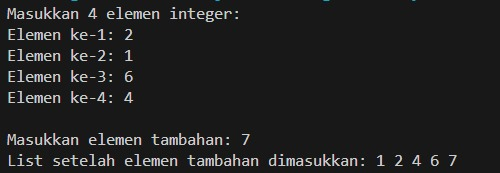 Masukkan 4 elemen integer:
Elemen ke-1: 2
Elemen ke-2: 1
Elemen ke-3: 6
Elemen ke-4: 4
Masukkan elemen tambahan: 7
List setelah elemen tambahan dimasukkan: 1 2 4 6 7